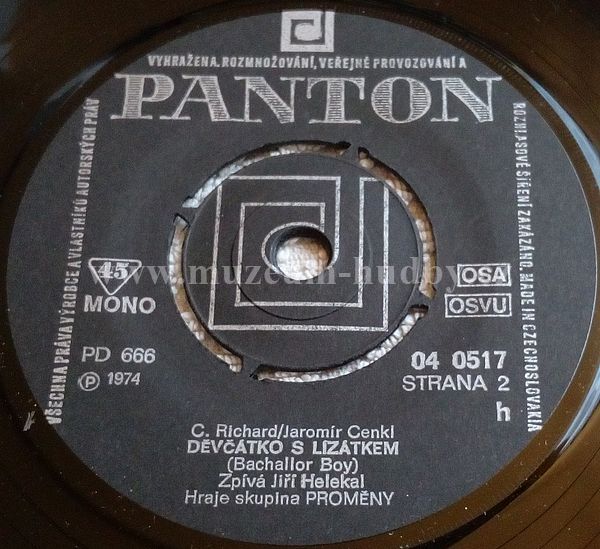 VYHRAŽENA. ROZMNOŽOVÁNÍ, VEŘEJNÉ PROVOZOVÁNÍ A
PANTON
VŠECHNA PRÁVA VÝROBCE A VLASTNÍKŮ AUTORSKÝCH PRÁV
ROZHLASOVÉ ŠÍŘENÍ ZAKÁZÁNO. MADE IN CZECHOSLOVAKIA
45
MONO
OSA
OSVU
www.muzeum-hudby
PD 666
04 0517
℗ 1974
STRANA 2
h
C. Richard/Jaromír Cenkl
DĚVČÁTKO S LÍZÁTKEM
(Bachallor Boy)
Zpívá Jiří Helekal
Hraje skupina PROMĚNY